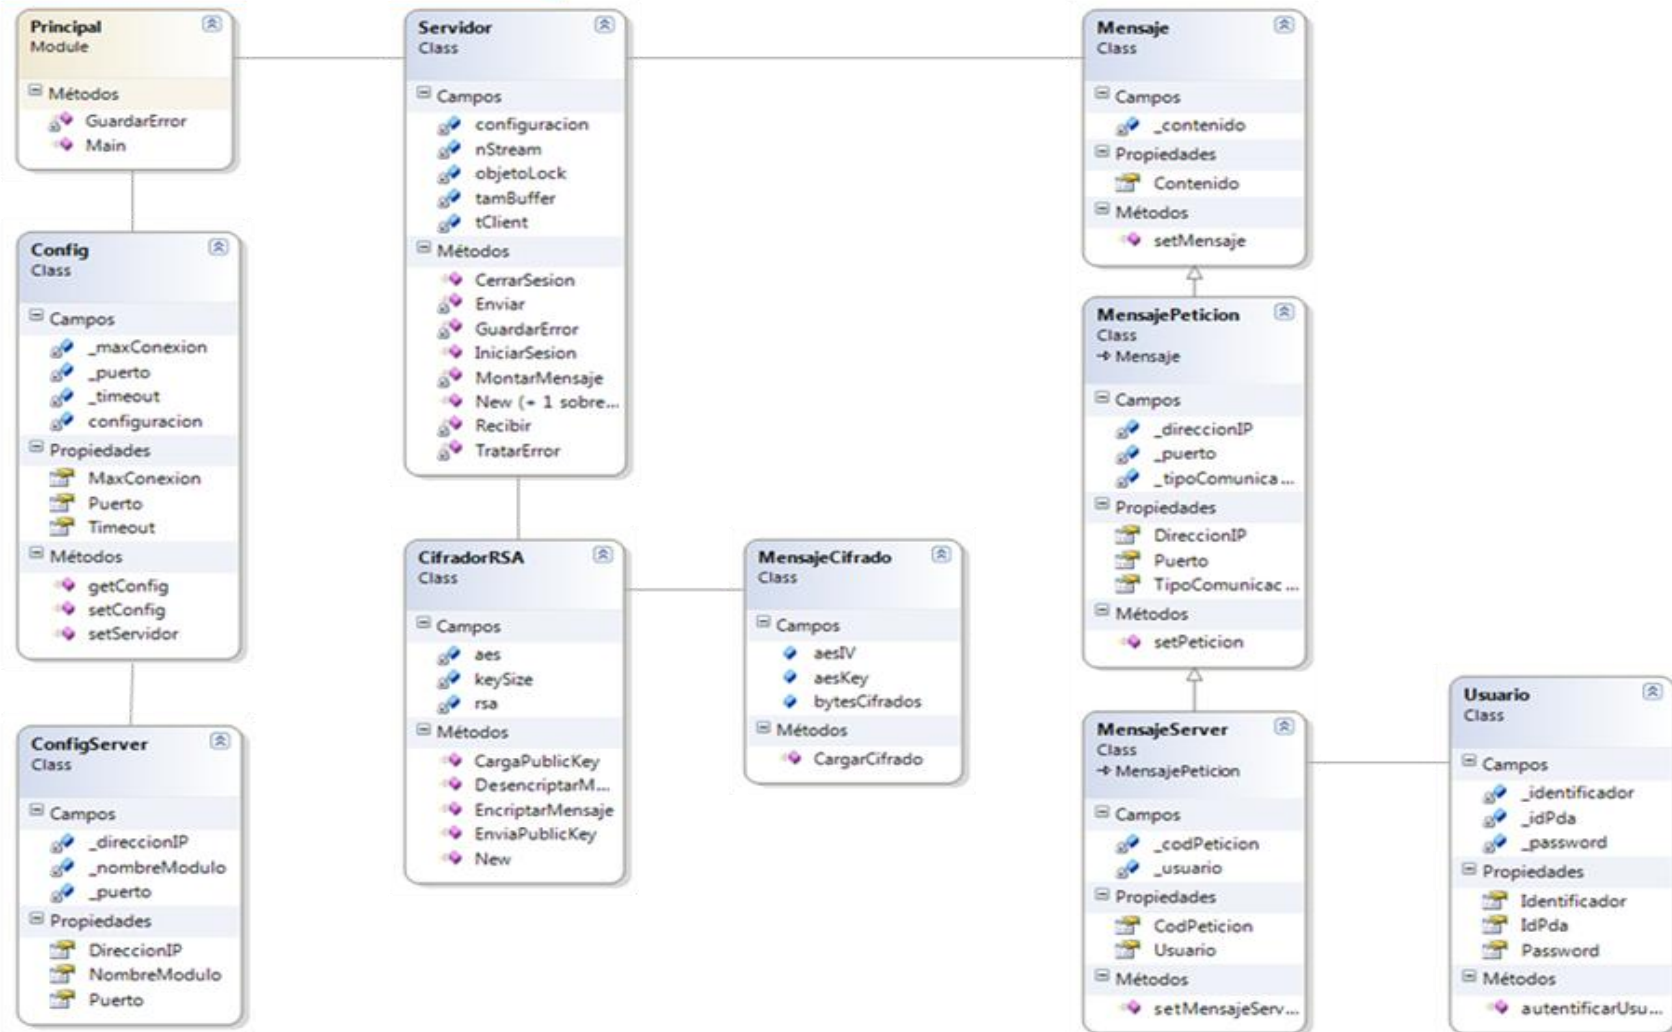 Principal
Module
Métodos
GuardarError
Main
Config
Class
Campos
_maxConexion
_puerto
_timeout
configuracion
Propiedades
MaxConexion
Puerto
Timeout
Métodos
getConfig
setConfig
setServidor
ConfigServer
Class
Campos
_direccionIP
_nombreModulo
_puerto
Propiedades
DireccionIP
NombreModulo
Puerto
Servidor
Class
Campos
configuracion
nStream
objetoLock
tamBuffer
tClient
Métodos
CerrarSesion
Enviar
GuardarError
IniciarSesion
MontarMensaje
New (+ 1 sobre...
Recibir
TratarError
CifradorRSA
Class
Campos
aes
keySize
rsa
Métodos
CargaPublicKey
DesencriptarM...
EncriptarMensaje
EnviaPublicKey
New
MensajeCifrado
Class
Campos
aesIV
aesKey
bytesCifrados
Métodos
CargarCifrado
Mensaje
Class
Campos
_contenido
Propiedades
Contenido
Métodos
setMensaje
MensajePeticion
Class
Mensaje
Campos
_direccionIP
_puerto
_tipoComunica...
Propiedades
DireccionIP
Puerto
TipoComunicac...
Métodos
setPeticion
MensajeServer
Class
MensajePeticion
Campos
_codPeticion
_usuario
Propiedades
CodPeticion
Usuario
Métodos
setMensajeServ...
Usuario
Class
Campos
_identificador
_idPda
_password
Propiedades
Identificador
IdPda
Password
Métodos
autentificarUsu...